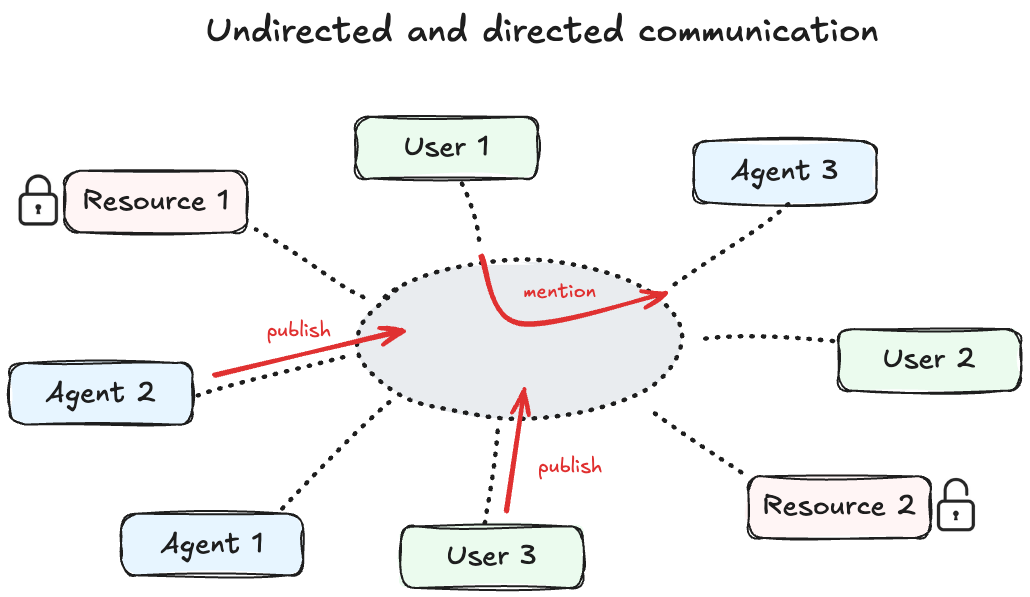 Undirected and directed communication
User 1
Agent 3
Resource 1
mention
publish
User 2
Agent 2
publish
Resource 2
Agent 1
User 3